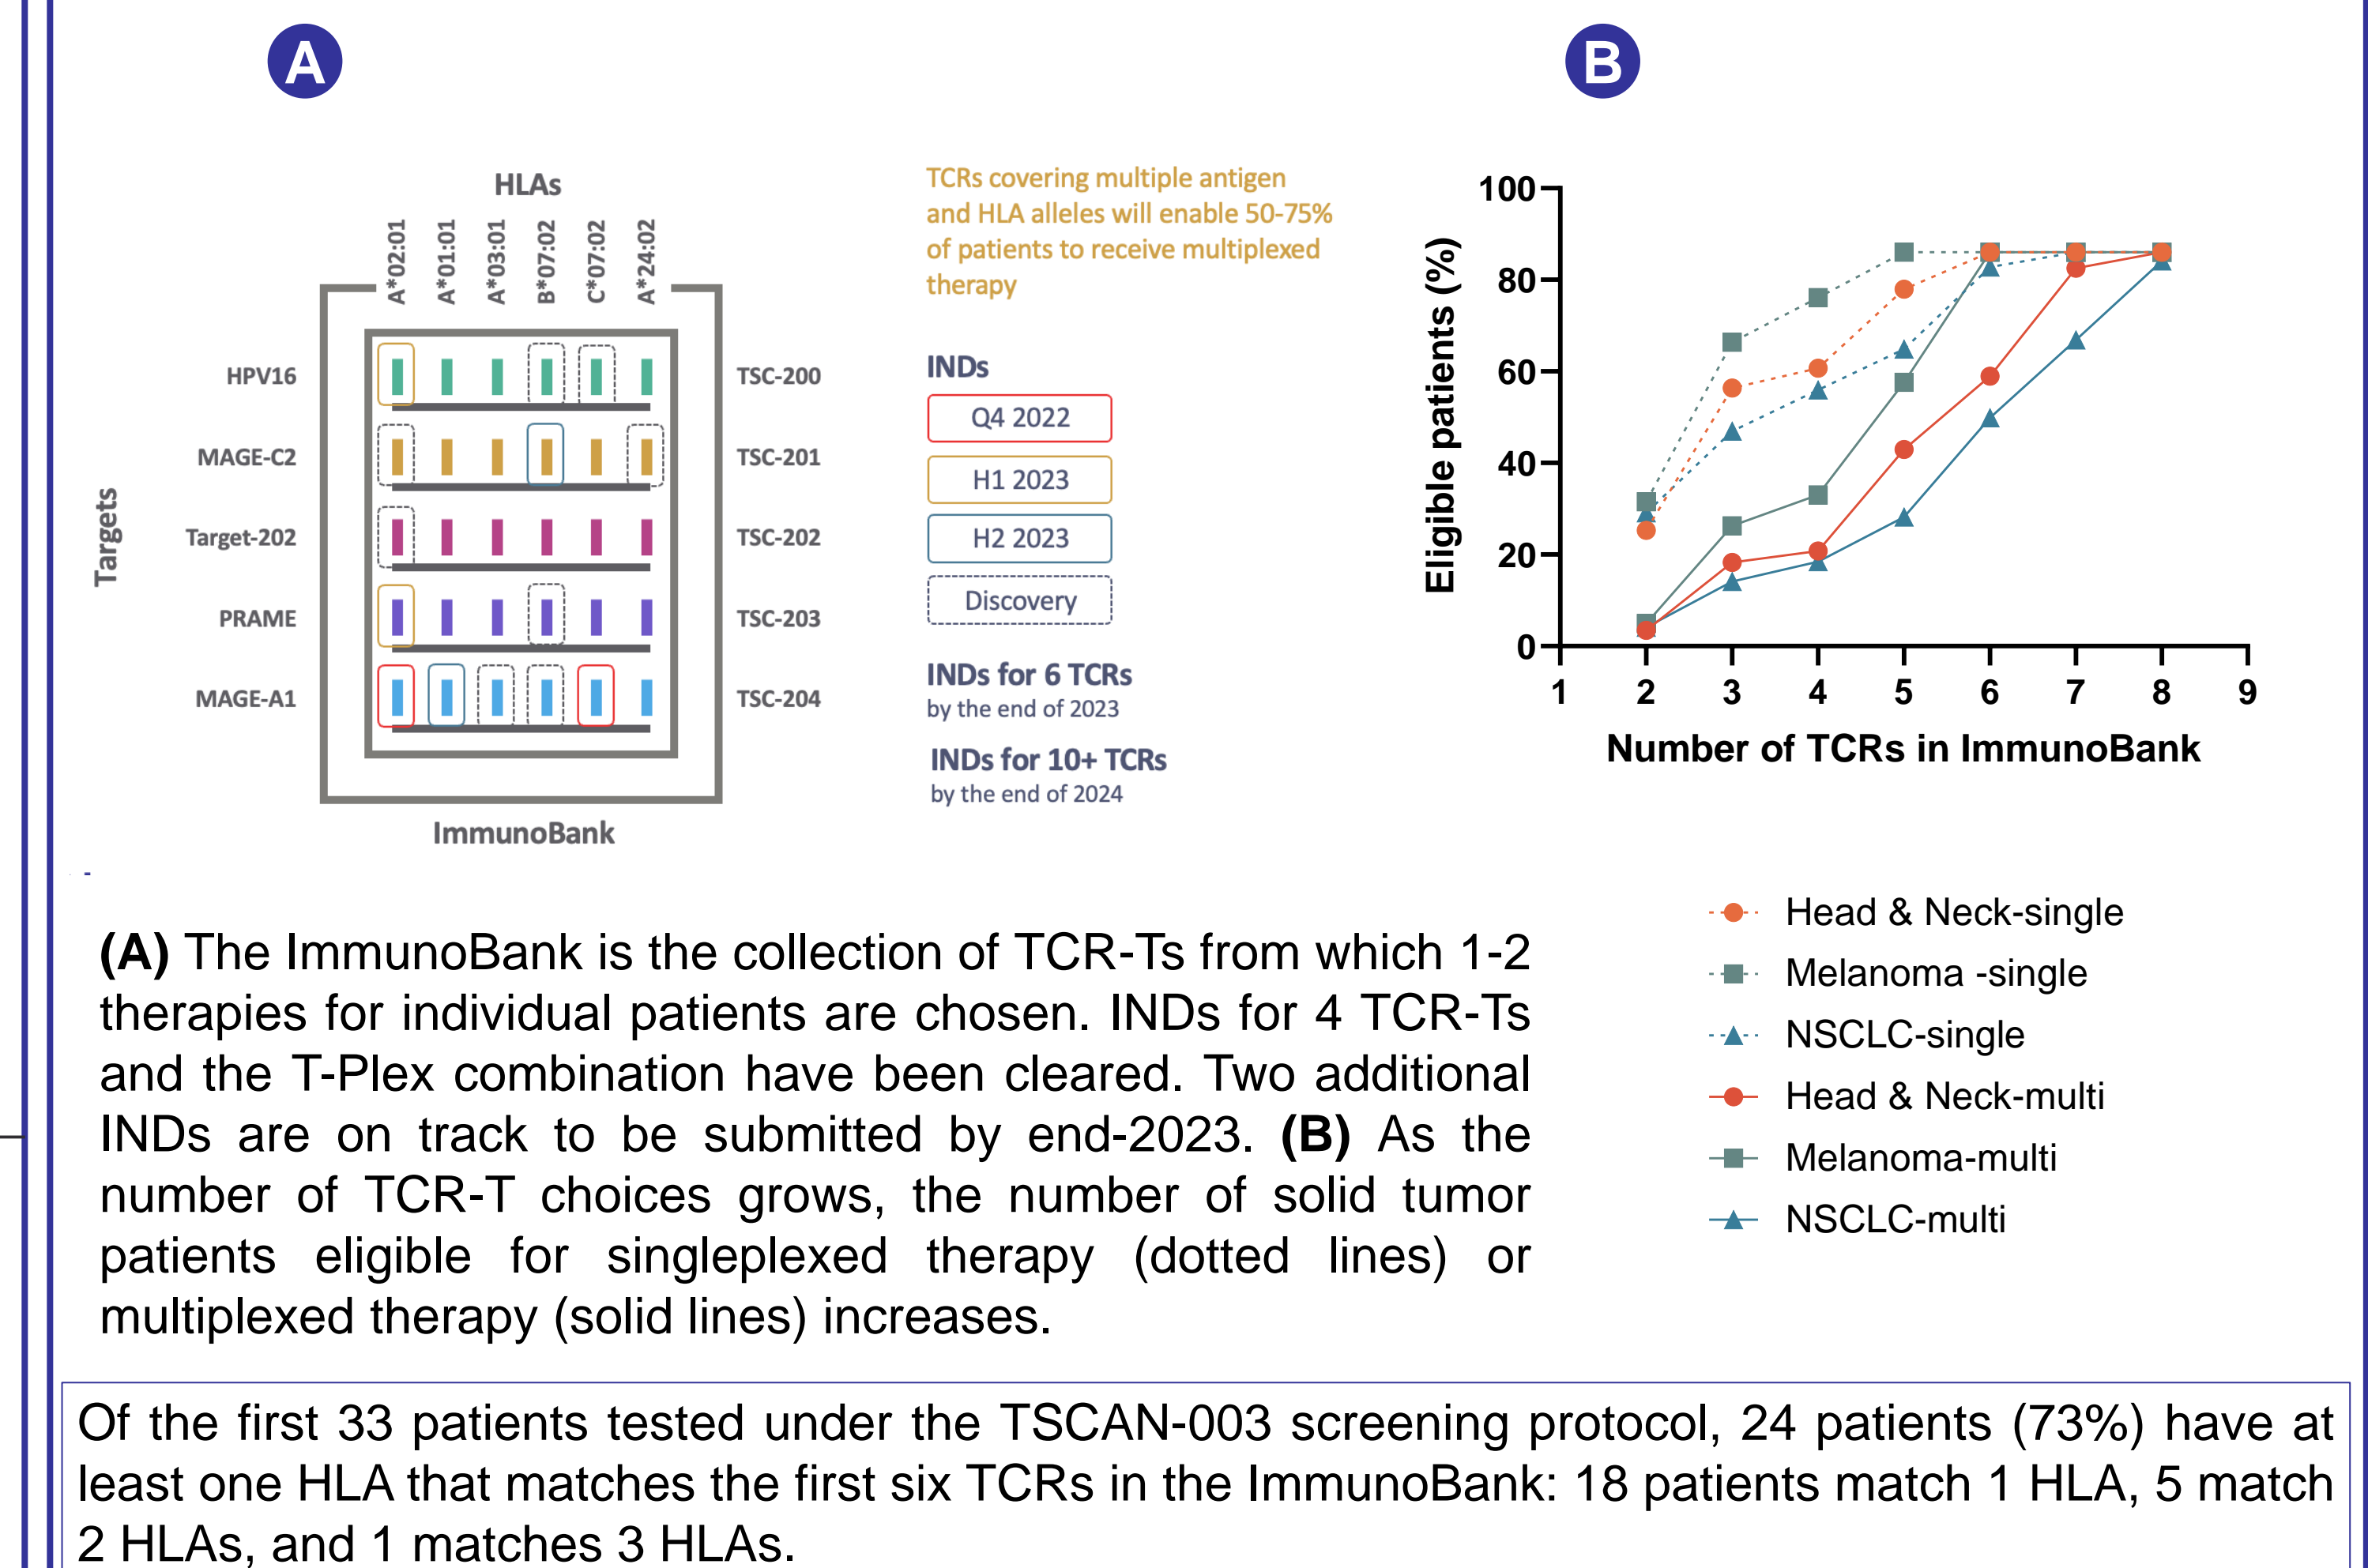 A
HLAs
A*02:01
A*01:01
A*03:01
B*07:02
C*07:02
A*24:02
Targets
HPV16
TSC-200
MAGE-C2
TSC-201
Target-202
TSC-202
PRAME
TSC-203
MAGE-A1
TSC-204
ImmunoBank
TCRs covering multiple antigen
and HLA alleles will enable 50-75%
of patients to receive multiplexed
therapy
INDs
Q4 2022
H1 2023
H2 2023
Discovery
INDs for 6 TCRs
by the end of 2023
INDs for 10+ TCRs
by the end of 2024
B
Eligible patients (%)
100
80
60
40
20
0
1 2 3 4 5 6 7 8 9
Number of TCRs in ImmunoBank
Head & Neck-single
Melanoma -single
NSCLC-single
Head & Neck-multi
Melanoma-multi
NSCLC-multi
(A) The ImmunoBank is the collection of TCR-Ts from which 1-2
therapies for individual patients are chosen. INDs for 4 TCR-Ts
and the T-Plex combination have been cleared. Two additional
INDs are on track to be submitted by end-2023. (B) As the
number of TCR-T choices grows, the number of solid tumor
patients eligible for singleplexed therapy (dotted lines) or
multiplexed therapy (solid lines) increases.
Of the first 33 patients tested under the TSCAN-003 screening protocol, 24 patients (73%) have at
least one HLA that matches the first six TCRs in the ImmunoBank: 18 patients match 1 HLA, 5 match
2 HLAs, and 1 matches 3 HLAs.